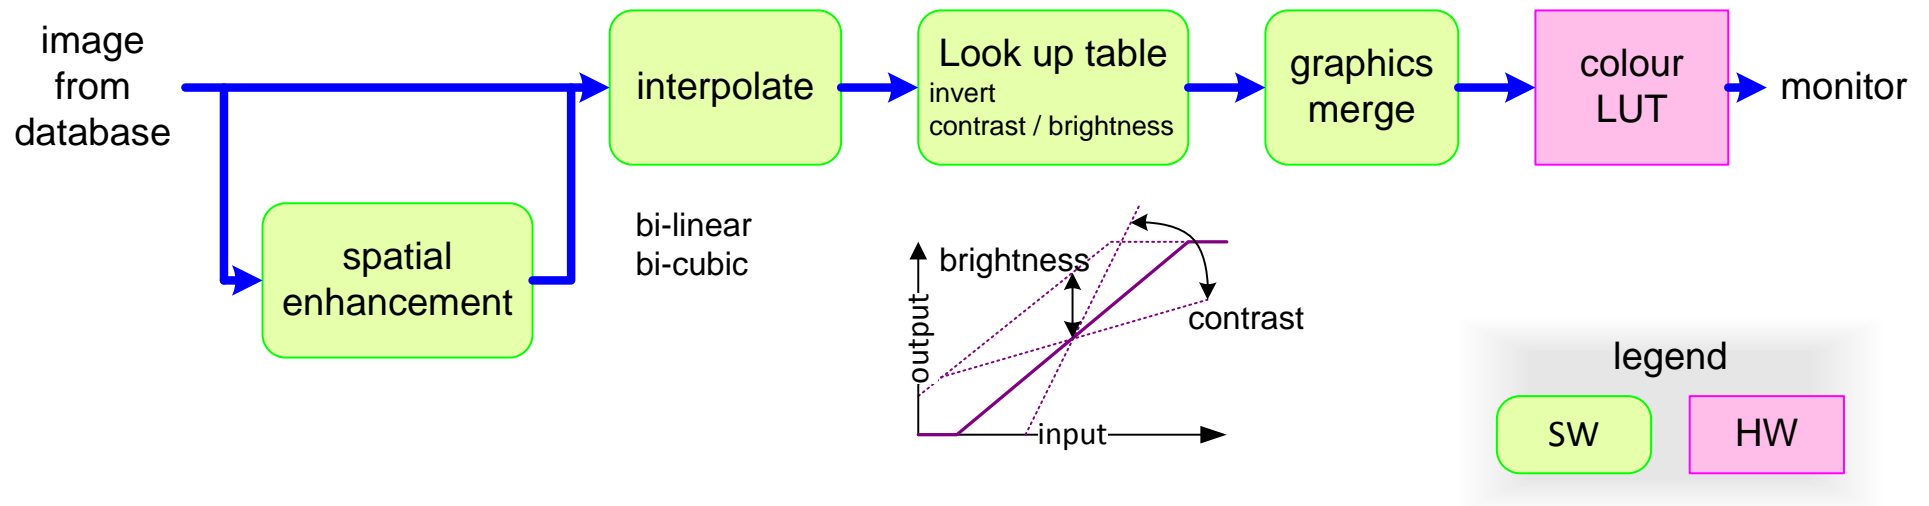 image
from
database
interpolate
Look up table
invert
contrast / brightness
graphics
merge
colour
LUT
monitor
spatial
enhancement
bi-linear
bi-cubic
brightness
contrast
output
input
legend
SW
HW